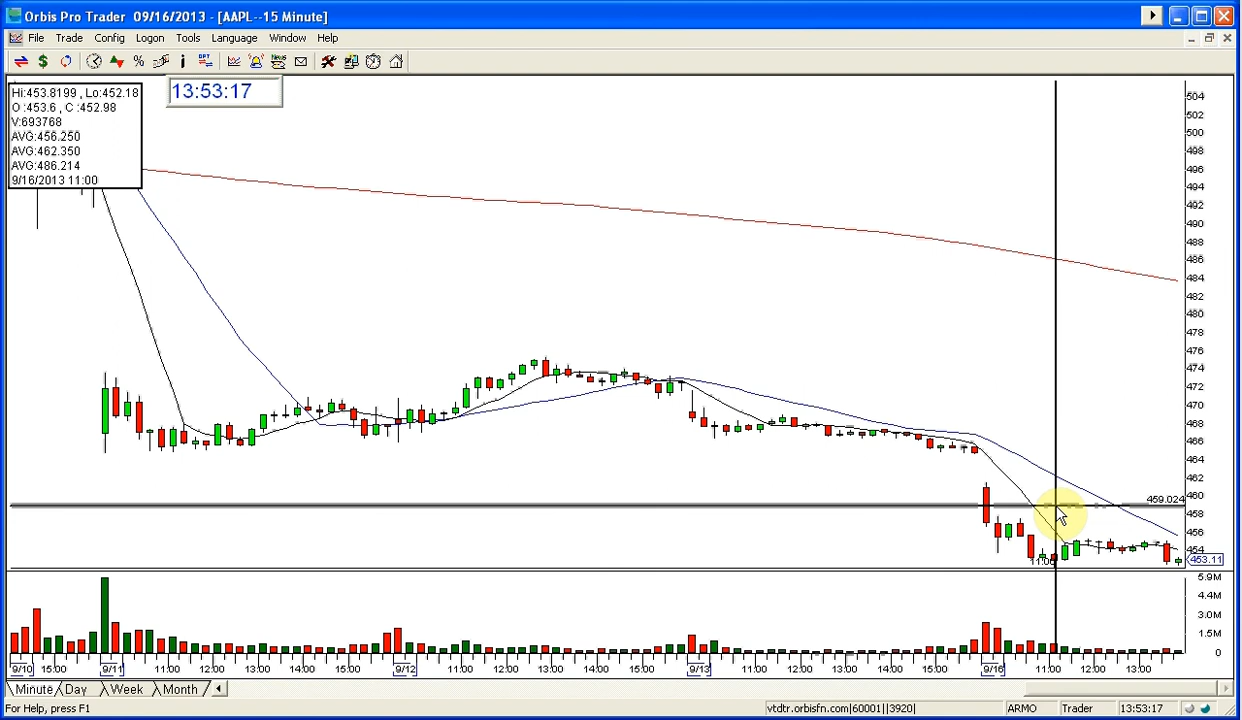 Orbis Pro Trader 09/16/2013 - [AAPL--15 Minute]
File Trade Config Logon Tools Language Window Help
13:53:17
Hi:453.8199 , Lo:452.18
O :453.6 , C :452.98
V:693768
AVG:456.250
AVG:462.350
AVG:486.214
9/16/2013 11:00
504
502
500
498
496
494
492
490
488
486
484
482
480
478
476
474
472
470
468
466
464
462
460
459.024
458
456
454
453.11
11:00
5.9M
4.4M
3.0M
1.5M
0
9/10 15:00 9/11 11:00 12:00 13:00 14:00 15:00 9/12 11:00 12:00 13:00 14:00 15:00 9/13 11:00 12:00 13:00 14:00 15:00 9/16 11:00 12:00 13:00
Minute Day Week Month
For Help, press F1 vtdtr.orbisfn.com|60001||3920| ARMO Trader 13:53:17